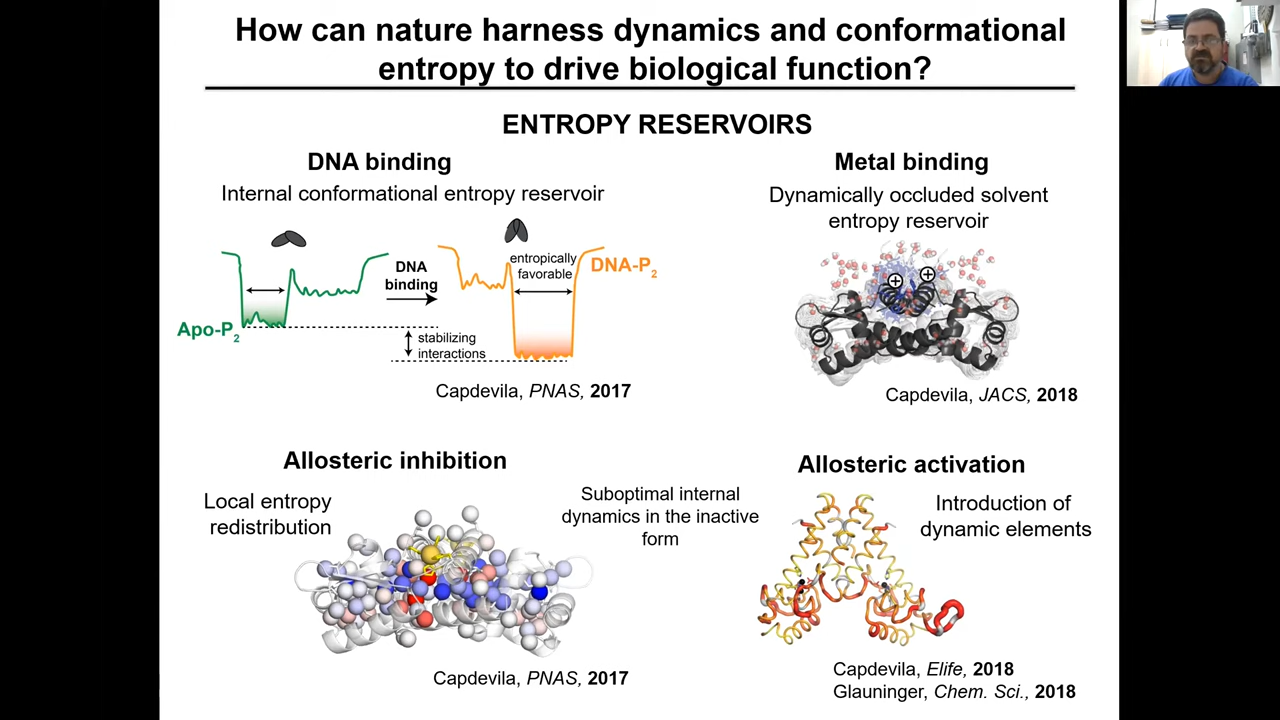 How can nature harness dynamics and conformational
entropy to drive biological function?
ENTROPY RESERVOIRS
DNA binding
Internal conformational entropy reservoir
DNA
binding
entropically
favorable
DNA-P2
Apo-P2
stabilizing
interactions
Capdevila, PNAS, 2017
Metal binding
Dynamically occluded solvent
entropy reservoir
+ +
Capdevila, JACS, 2018
Allosteric inhibition
Local entropy
redistribution
Suboptimal internal
dynamics in the inactive
form
Capdevila, PNAS, 2017
Allosteric activation
Introduction of
dynamic elements
Capdevila, Elife, 2018
Glauninger, Chem. Sci., 2018